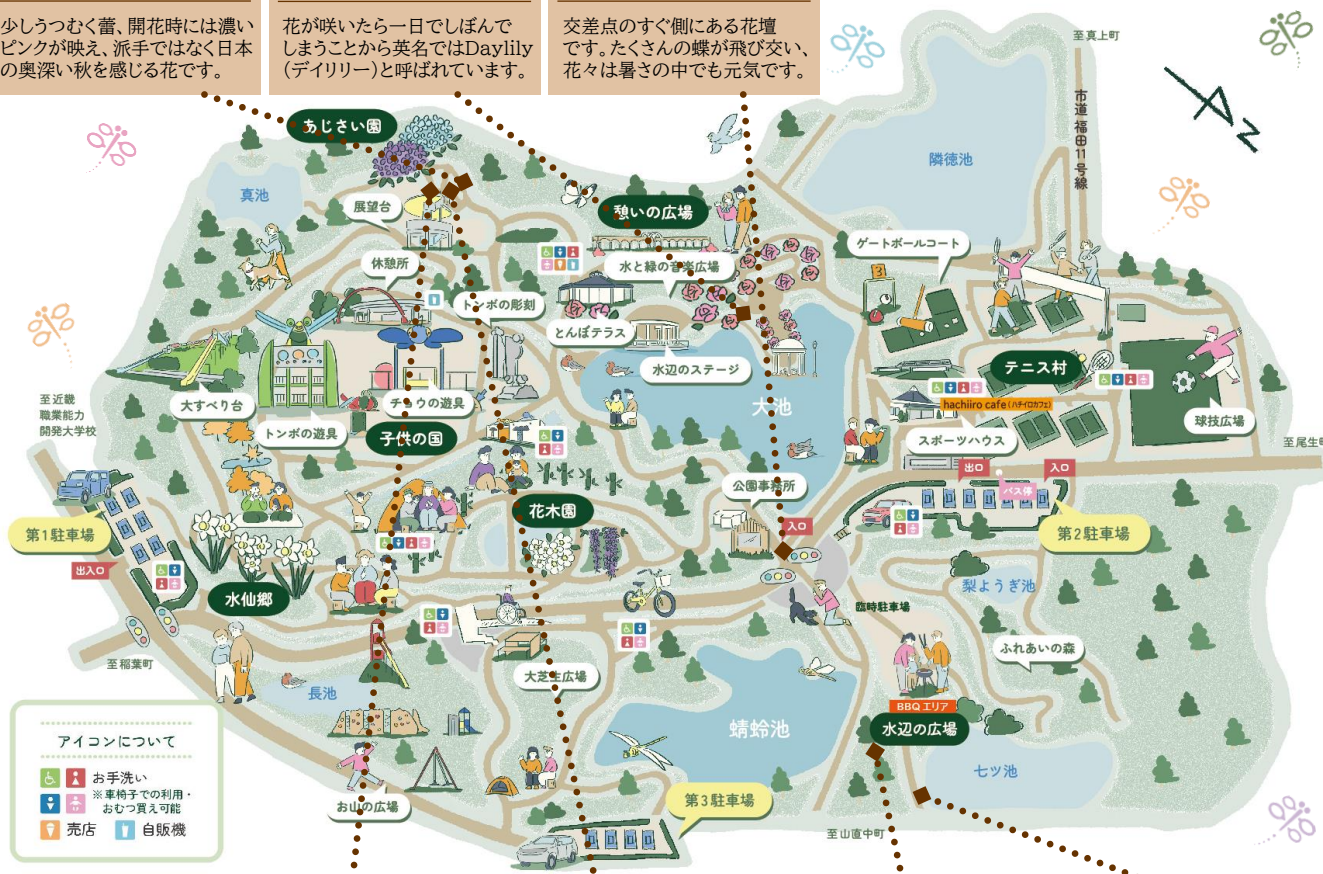 少しうつむく蕾、開花時には濃い
ピンクが映え、派手ではなく日本
の奥深い秋を感じる花です。
花が咲いたら一日でしぼんで
しまうことから英名ではDaylily
(デイリリー)と呼ばれています。
交差点のすぐ側にある花壇
です。たくさんの蝶が飛び交い、
花々は暑さの中でも元気です。
至真上町
市道福田11号線
N
あじさい園
真池
展望台
休憩所
憩いの広場
水と緑の音楽広場
隣徳池
ゲートボールコート
3
トンボの彫刻
とんぼテラス
水辺のステージ
大池
テニス村
hachiiro cafe(ハチイロカフェ)
スポーツハウス
球技広場
至尾生町
至近畿
職業能力
開発大学校
大すべり台
トンボの遊具
チョウの遊具
子供の国
花木園
公園事務所
入口
出口
バス停
入口
第2駐車場
第1駐車場
出入口
水仙郷
至稲葉町
長池
大芝生広場
臨時駐車場
梨ようぎ池
ふれあいの森
BBQ エリア
水辺の広場
蜻蛉池
七ツ池
お山の広場
第3駐車場
至山直中町
アイコンについて
お手洗い
※車椅子での利用・
おむつ買え可能
売店
自販機